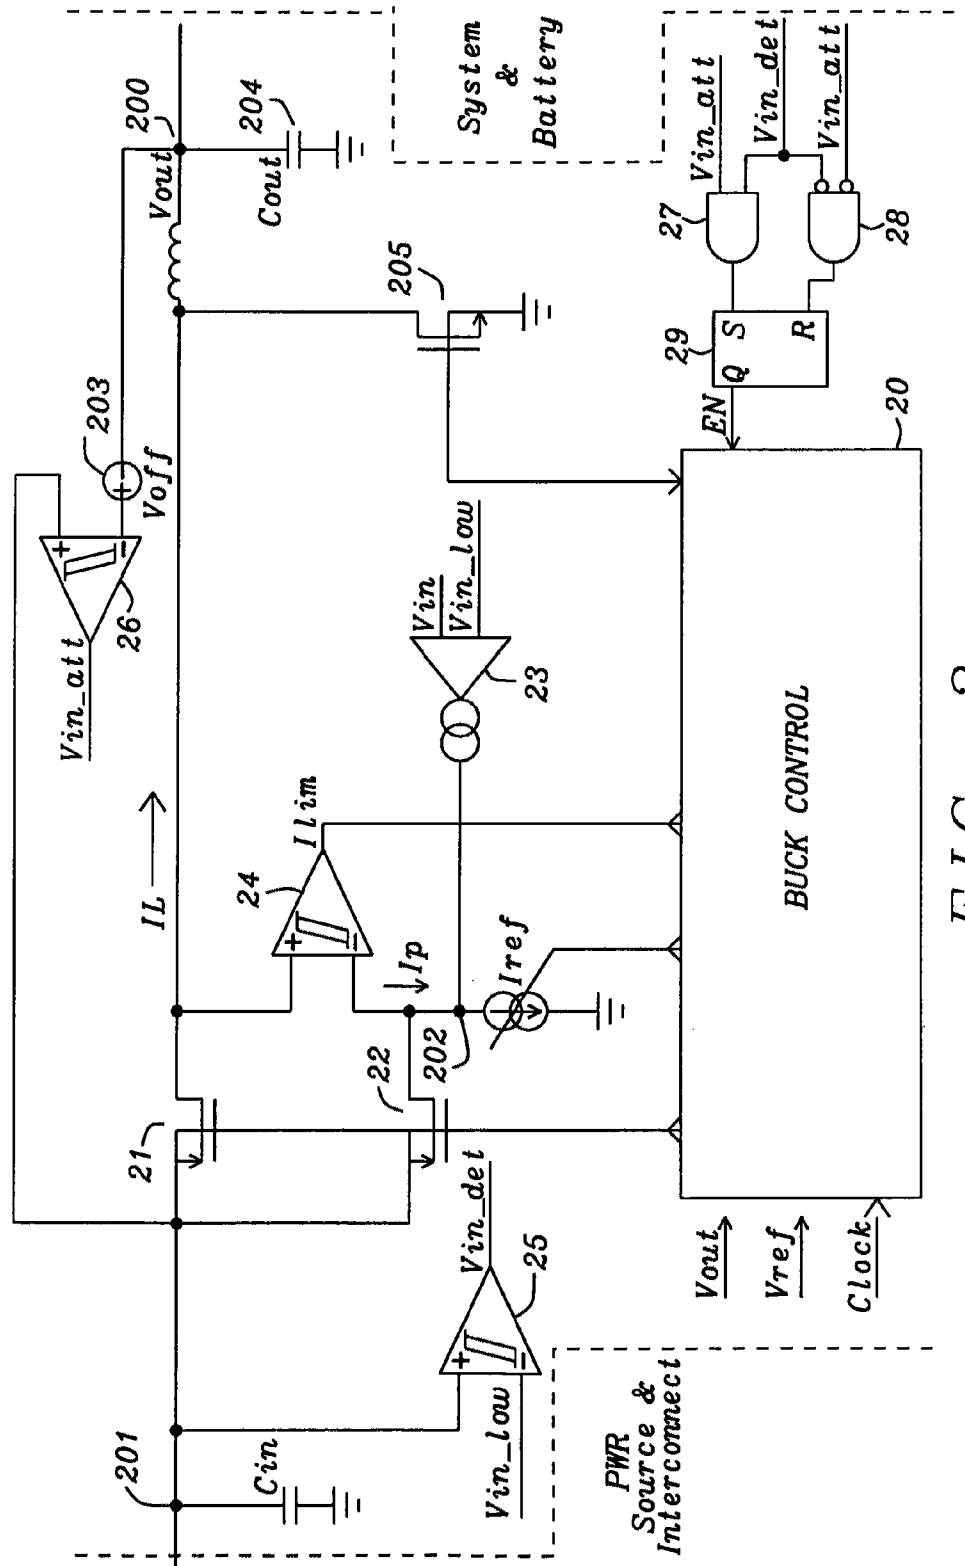 Vin_att
26
203
Voff
201
21
IL
Vout
200
Cin
24
Ilim
Cout
204
22
Ip
205
202
Iref
Vin
Vin_low
23
System
&
Battery
Vin_det
Vin_low
25
PWR
Source &
Interconnect
Vout
Vref
Clock
BUCK CONTROL
20
EN
29
Q
S
R
27
28
Vin_att
Vin_det
Vin_att